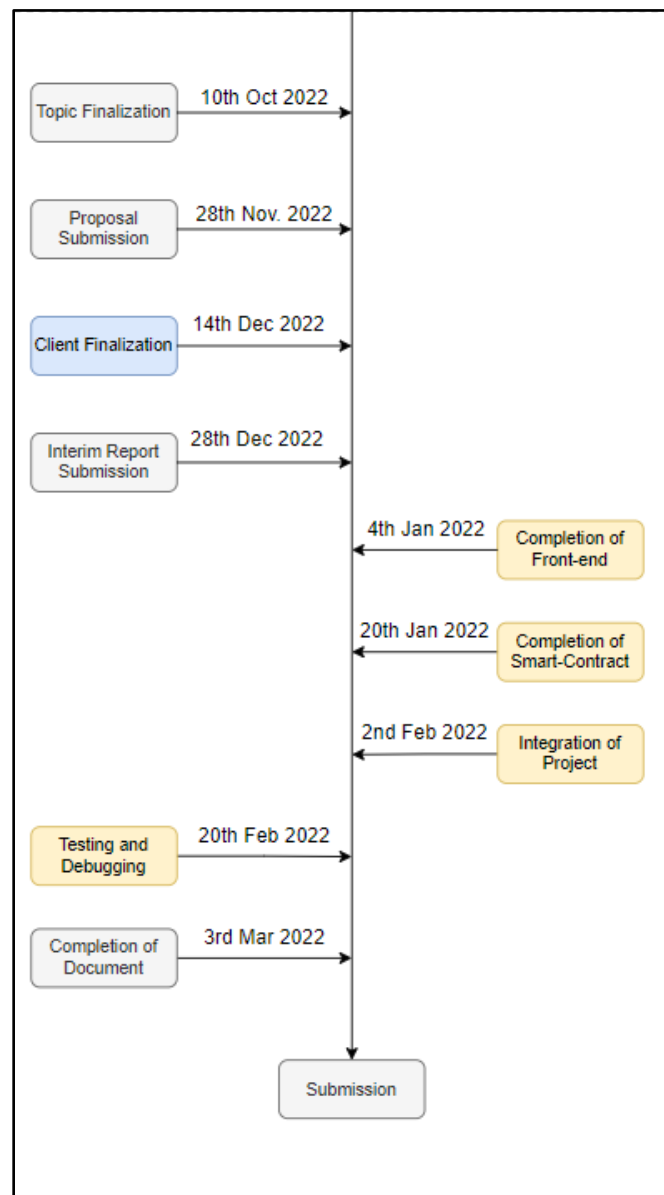 Topic Finalization
10th Oct 2022
Proposal
Submission
28th Nov. 2022
Client Finalization
14th Dec 2022
Interim Report
Submission
28th Dec 2022
4th Jan 2022
Completion of
Front-end
20th Jan 2022
Completion of
Smart-Contract
2nd Feb 2022
Integration of
Project
Testing and
Debugging
20th Feb 2022
Completion of
Document
3rd Mar 2022
Submission